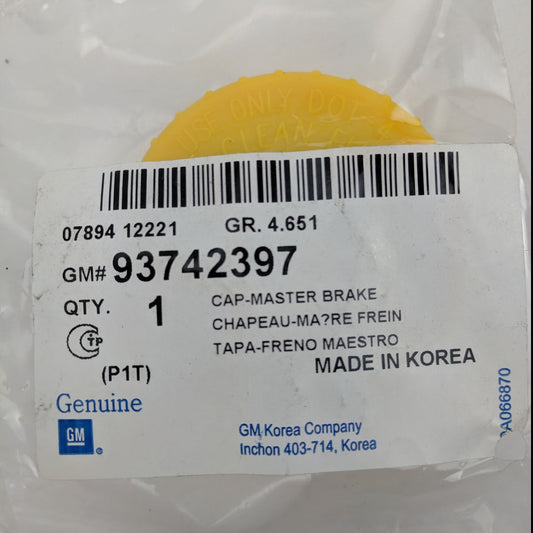 USE ONLY DOT-4
CLEAN
07894 12221 GR. 4.651
GM# 93742397
QTY. 1
CAP-MASTER BRAKE
CHAPEAU-MA?RE FREIN
TAPA-FRENO MAESTRO
MADE IN KOREA
(P1T)
Genuine
GM
®
GM Korea Company
Inchon 403-714, Korea